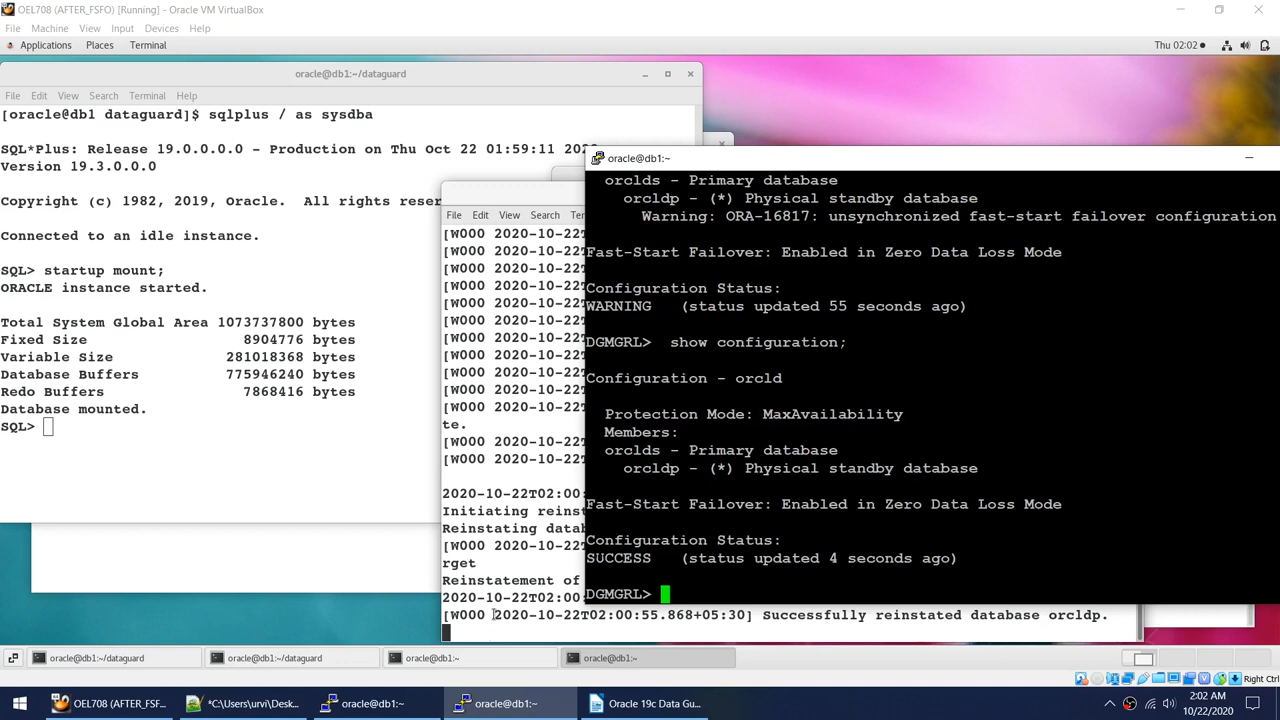 OEL708 (AFTER_FSFO) [Running] - Oracle VM VirtualBox
File Machine View Input Devices Help
Applications Places Terminal Thu 02:02
oracle@db1:~/dataguard
File Edit View Search Terminal Help
[oracle@db1 dataguard]$ sqlplus / as sysdba
SQL*Plus: Release 19.0.0.0.0 - Production on Thu Oct 22 01:59:11
Version 19.3.0.0.0
Copyright (c) 1982, 2019, Oracle. All rights reser
Connected to an idle instance.
SQL> startup mount;
ORACLE instance started.
Total System Global Area 1073737800 bytes
Fixed Size 8904776 bytes
Variable Size 281018368 bytes
Database Buffers 775946240 bytes
Redo Buffers 7868416 bytes
Database mounted.
SQL>
File Edit View Search Ter
[W000 2020-10-22
[W000 2020-10-22
[W000 2020-10-22
[W000 2020-10-22
[W000 2020-10-22
[W000 2020-10-22
[W000 2020-10-22
[W000 2020-10-22
[W000 2020-10-22
[W000 2020-10-22
[W000 2020-10-22
te.
[W000 2020-10-22
[W000 2020-10-22
2020-10-22T02:00:
Initiating reinst
Reinstating datab
[W000 2020-10-22
rget
Reinstatement of
2020-10-22T02:00:
[W000 2020-10-22T02:00:55.868+05:30] Successfully reinstated database orcldp.
oracle@db1:~
orclds - Primary database
orcldp - (*) Physical standby database
Warning: ORA-16817: unsynchronized fast-start failover configuration
Fast-Start Failover: Enabled in Zero Data Loss Mode
Configuration Status:
WARNING (status updated 55 seconds ago)
DGMGRL> show configuration;
Configuration - orcld
Protection Mode: MaxAvailability
Members:
orclds - Primary database
orcldp - (*) Physical standby database
Fast-Start Failover: Enabled in Zero Data Loss Mode
Configuration Status:
SUCCESS (status updated 4 seconds ago)
DGMGRL>
oracle@db1:~/dataguard oracle@db1:~/dataguard oracle@db1:~ oracle@db1:~
Right Ctrl
OEL708 (AFTER_FSF... *C:\Users\urvi\Desk... oracle@db1:~ oracle@db1:~ Oracle 19c Data Gu...
2:02 AM
10/22/2020